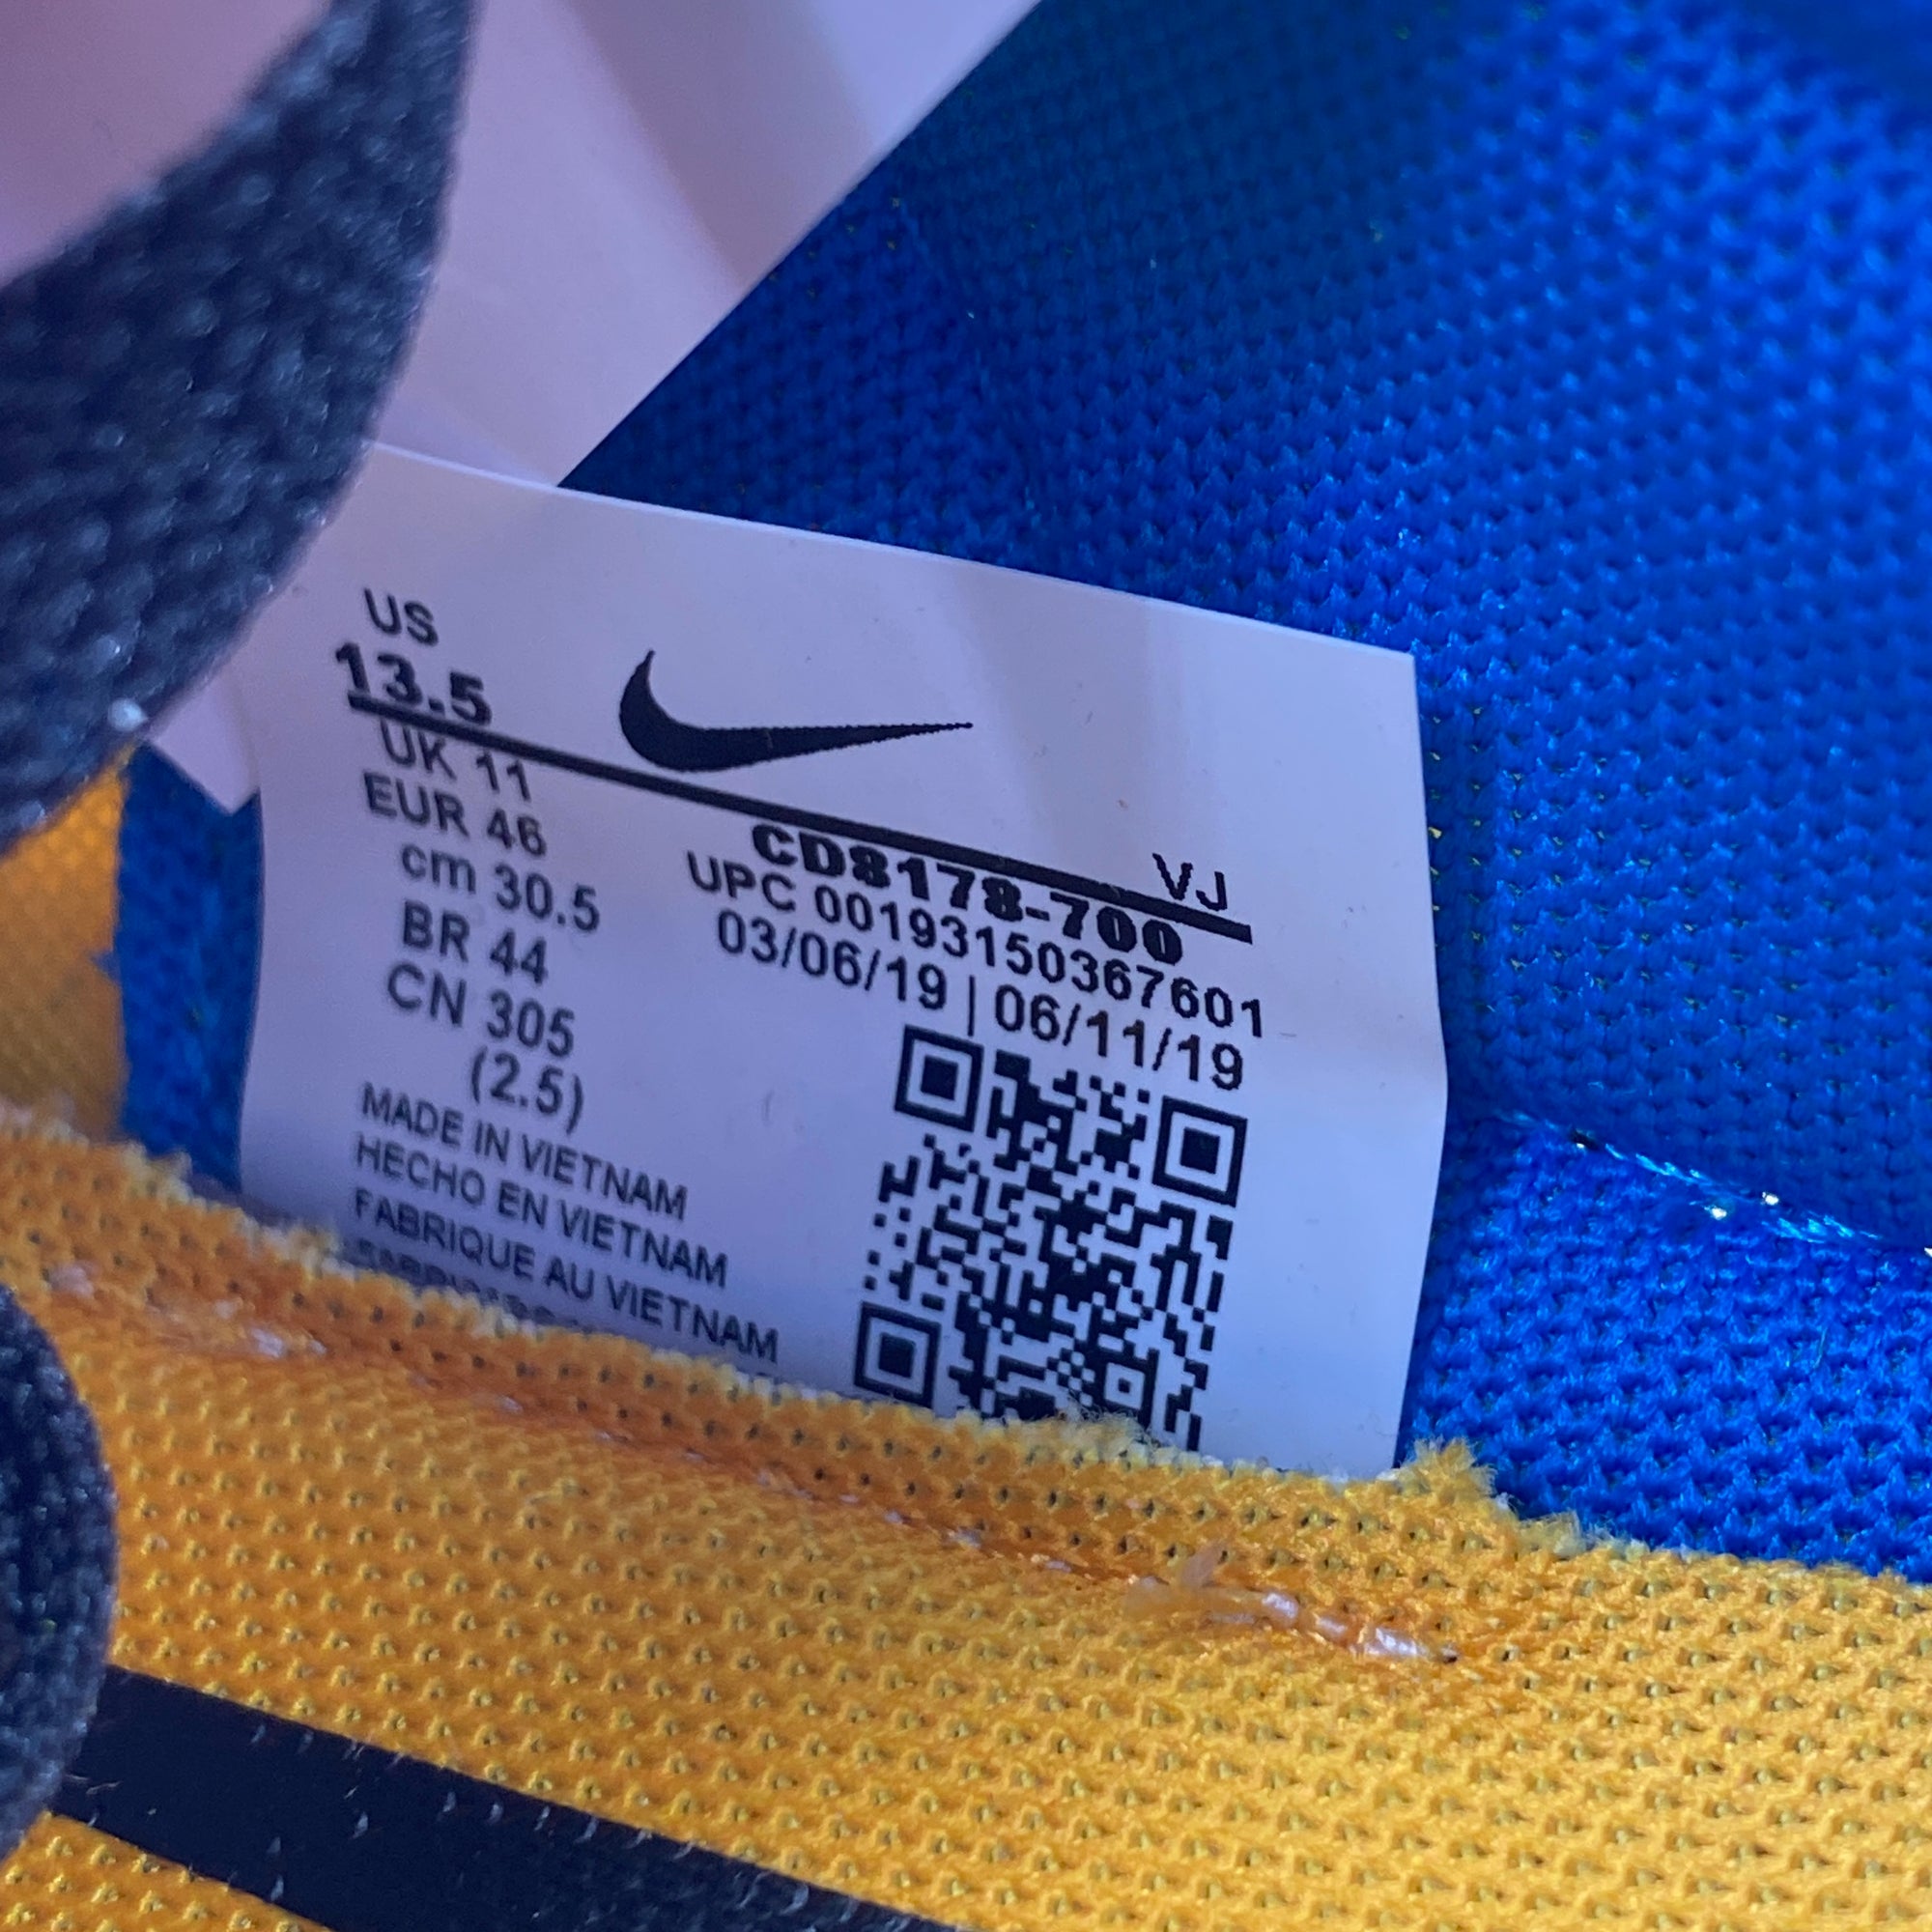 US
13.5
UK 11
EUR 46
cm 30.5
BR 44
CN 305
(2.5)
VJ
CD8178-700
UPC 00193150367601
03/06/19 | 06/11/19
MADE IN VIETNAM
HECHO EN VIETNAM
FABRIQUE AU VIETNAM